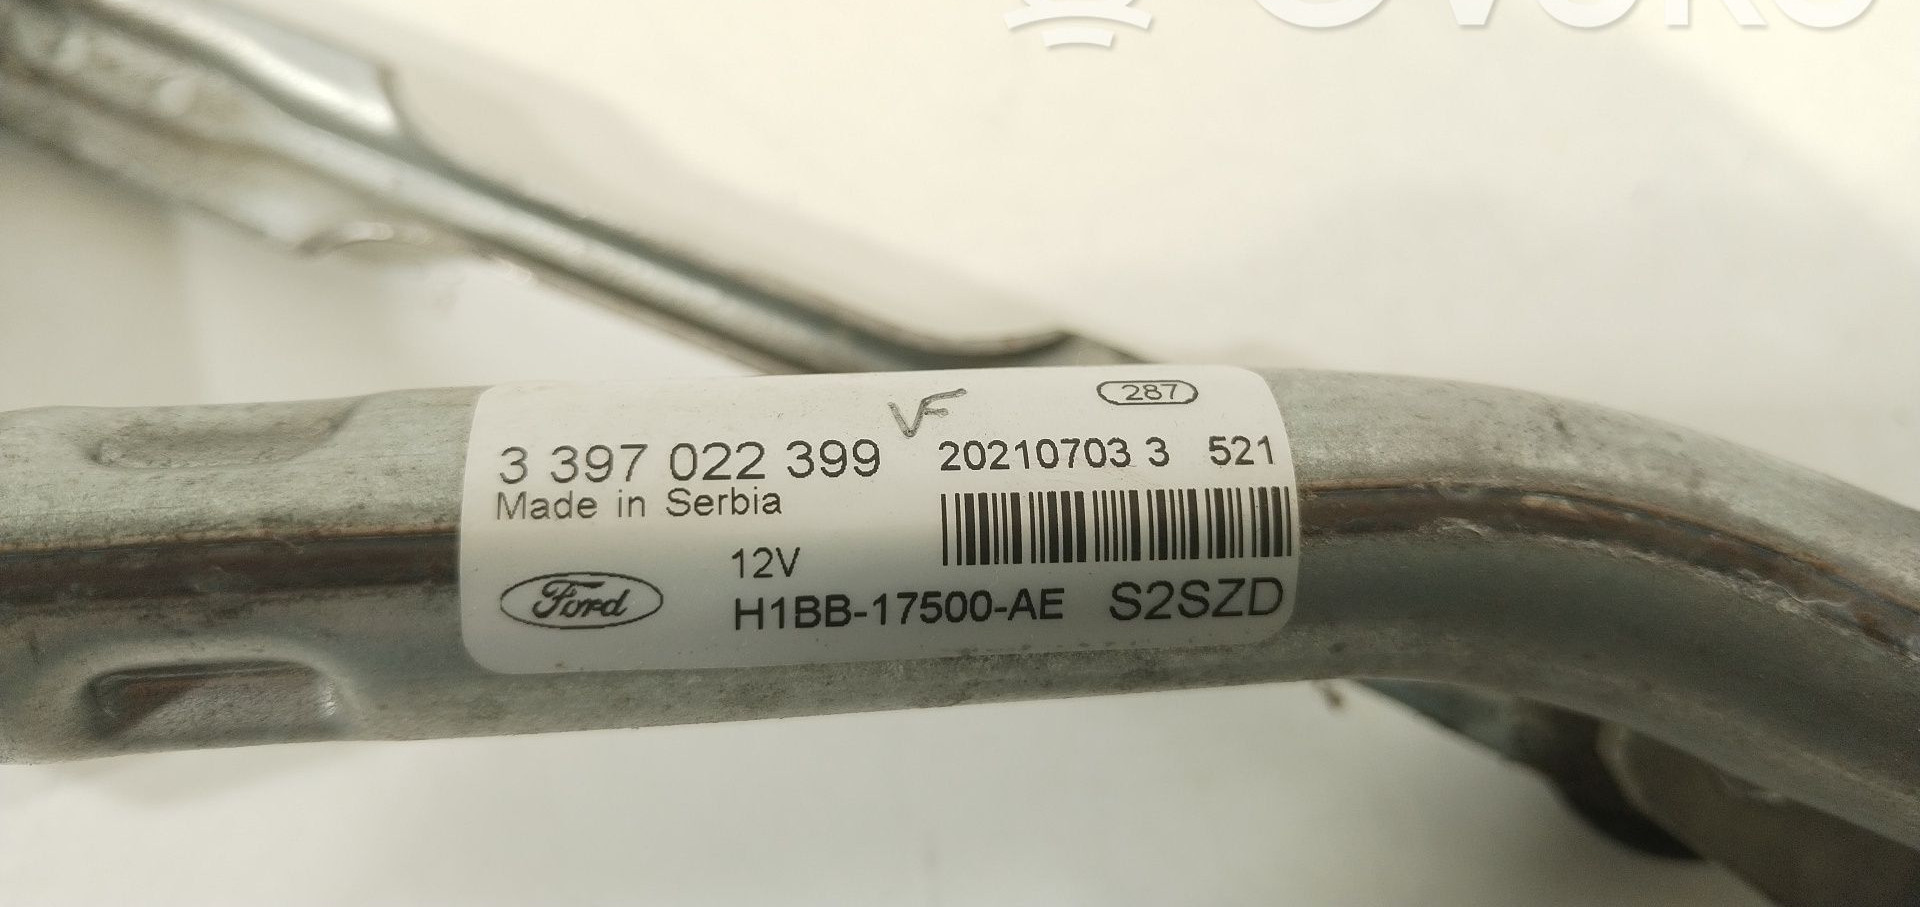 VF
287
3 397 022 399 20210703 3 521
Made in Serbia
12V
Ford H1BB-17500-AE S2SZD